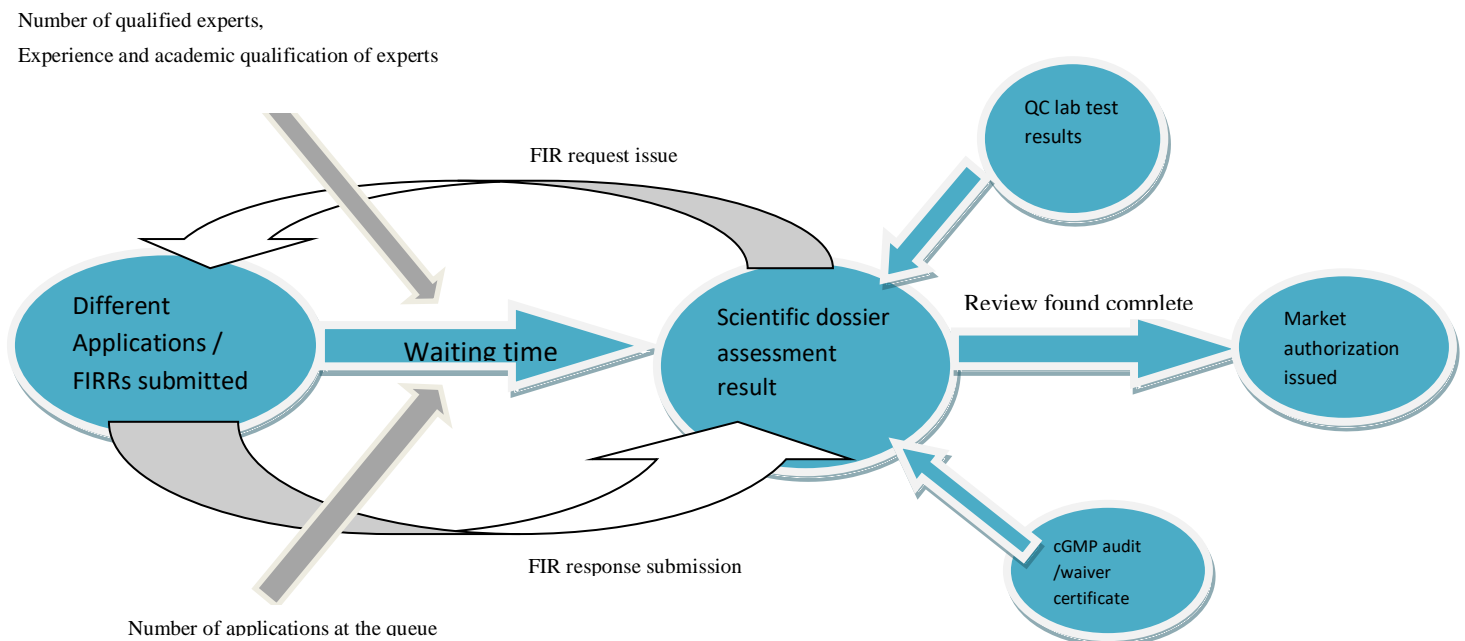 Number of qualified experts,
Experience and academic qualification of experts
QC lab test
results
FIR request issue
Different
Applications /
FIRRs submitted
Waiting time
Scientific dossier
assessment
result
Review found complete
Market
authorization
issued
cGMP audit
/waiver
certificate
FIR response submission
Number of applications at the queue